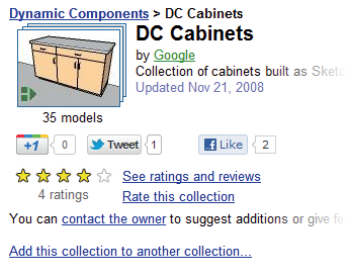 Dynamic Components > DC Cabinets
DC Cabinets
by Google
Collection of cabinets built as Sketc
Updated Nov 21, 2008
35 models
+1 0 Tweet 1 Like 2
4 ratings
See ratings and reviews
Rate this collection
You can contact the owner to suggest additions or give fe
Add this collection to another collection...